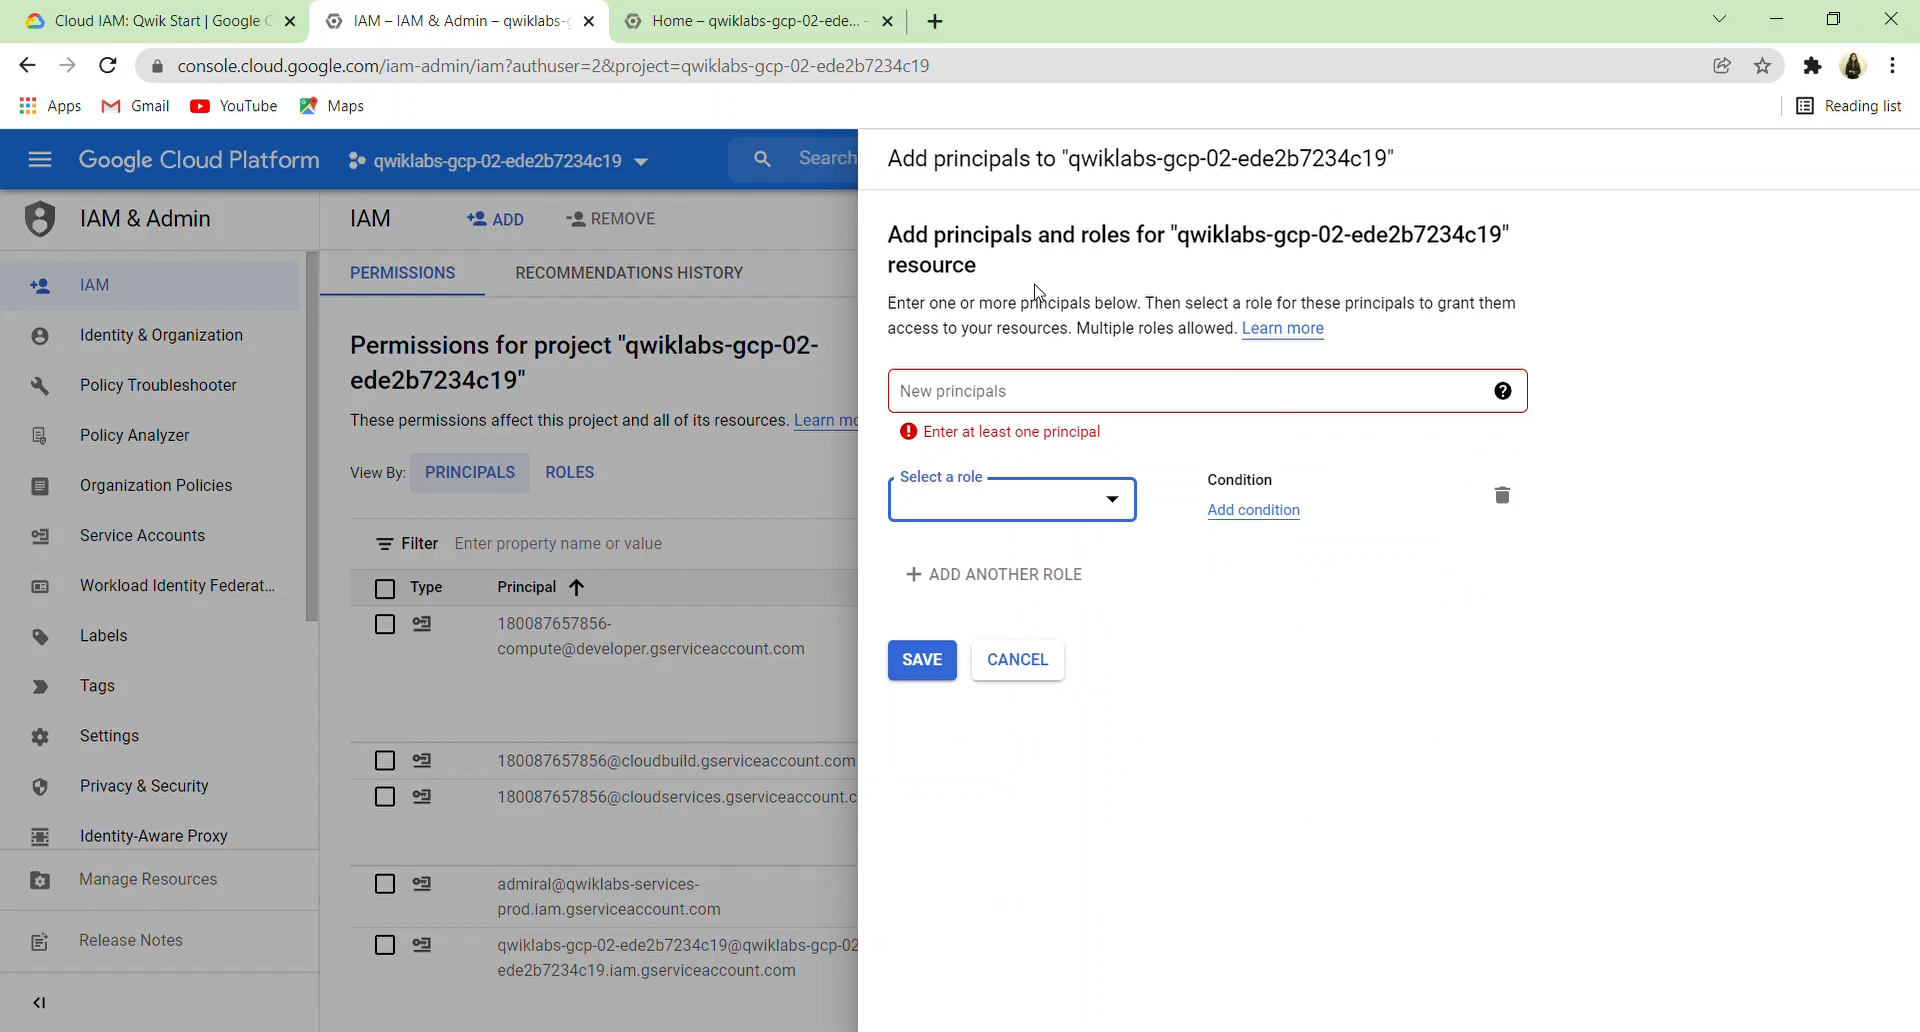 Cloud IAM: Qwik Start | Google C
IAM – IAM & Admin – qwiklabs-g
Home – qwiklabs-gcp-02-ede... –
console.cloud.google.com/iam-admin/iam?authuser=2&project=qwiklabs-gcp-02-ede2b7234c19
Apps
Gmail
YouTube
Maps
Reading list
Google Cloud Platform
qwiklabs-gcp-02-ede2b7234c19
Search
Add principals to "qwiklabs-gcp-02-ede2b7234c19"
IAM & Admin
IAM
ADD
REMOVE
PERMISSIONS
RECOMMENDATIONS HISTORY
IAM
Identity & Organization
Policy Troubleshooter
Policy Analyzer
Organization Policies
Service Accounts
Workload Identity Federat...
Labels
Tags
Settings
Privacy & Security
Identity-Aware Proxy
Manage Resources
Release Notes
Permissions for project "qwiklabs-gcp-02-
ede2b7234c19"
These permissions affect this project and all of its resources. Learn mo
View By: PRINCIPALS ROLES
Filter Enter property name or value
Type Principal
180087657856-
compute@developer.gserviceaccount.com
180087657856@cloudbuild.gserviceaccount.com
180087657856@cloudservices.gserviceaccount.c
admiral@qwiklabs-services-
prod.iam.gserviceaccount.com
qwiklabs-gcp-02-ede2b7234c19@qwiklabs-gcp-02
ede2b7234c19.iam.gserviceaccount.com
Add principals and roles for "qwiklabs-gcp-02-ede2b7234c19"
resource
Enter one or more principals below. Then select a role for these principals to grant them
access to your resources. Multiple roles allowed. Learn more
New principals
Enter at least one principal
Select a role
Condition
Add condition
ADD ANOTHER ROLE
SAVE
CANCEL